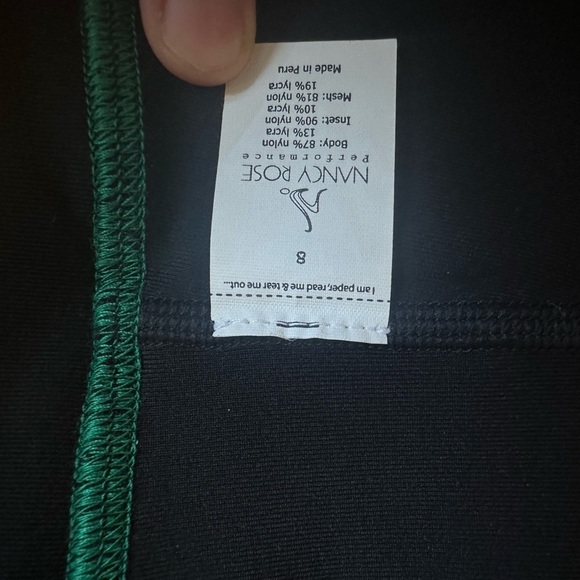 I am paper, read me & tear me out...
8
NANCY ROSE
Performance
Body: 87% nylon
13% lycra
Inset: 90% nylon
10% lycra
Mesh: 81% nylon
19% lycra
Made in Peru